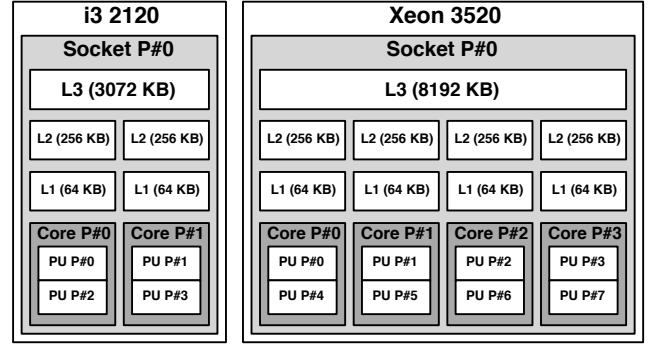 i3 2120
Socket P#0
L3 (3072 KB)
L2 (256 KB) L2 (256 KB)
L1 (64 KB) L1 (64 KB)
Core P#0 Core P#1
PU P#0 PU P#1
PU P#2 PU P#3
Xeon 3520
Socket P#0
L3 (8192 KB)
L2 (256 KB) L2 (256 KB) L2 (256 KB) L2 (256 KB)
L1 (64 KB) L1 (64 KB) L1 (64 KB) L1 (64 KB)
Core P#0 Core P#1 Core P#2 Core P#3
PU P#0 PU P#1 PU P#2 PU P#3
PU P#4 PU P#5 PU P#6 PU P#7